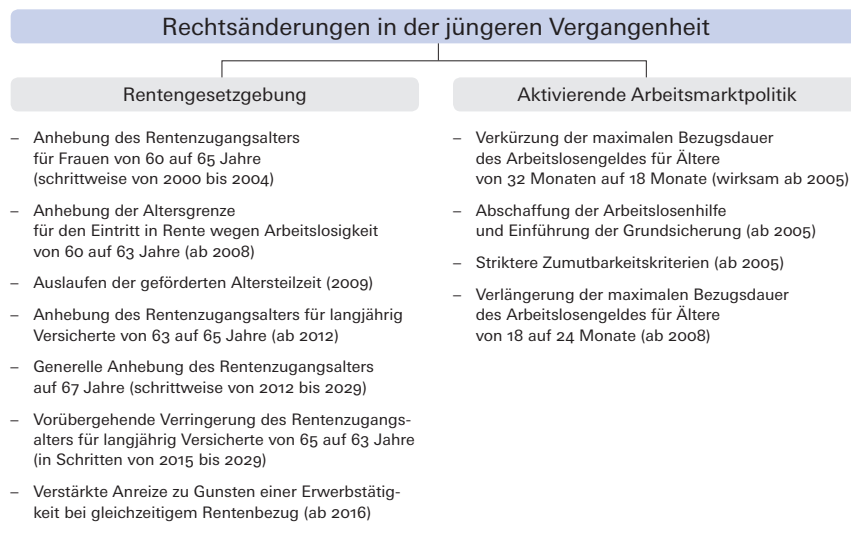 Rechtsänderungen in der jüngeren Vergangenheit
Rentengesetzgebung
– Anhebung des Rentenzugangsalters
für Frauen von 60 auf 65 Jahre
(schrittweise von 2000 bis 2004)
– Anhebung der Altersgrenze
für den Eintritt in Rente wegen Arbeitslosigkeit
von 60 auf 63 Jahre (ab 2008)
– Auslaufen der geförderten Altersteilzeit (2009)
– Anhebung des Rentenzugangsalters für langjährig
Versicherte von 63 auf 65 Jahre (ab 2012)
– Generelle Anhebung des Rentenzugangsalters
auf 67 Jahre (schrittweise von 2012 bis 2029)
– Vorübergehende Verringerung des Rentenzugangs-
alters für langjährig Versicherte von 65 auf 63 Jahre
(in Schritten von 2015 bis 2029)
– Verstärkte Anreize zu Gunsten einer Erwerbstätig-
keit bei gleichzeitigem Rentenbezug (ab 2016)
Aktivierende Arbeitsmarktpolitik
– Verkürzung der maximalen Bezugsdauer
des Arbeitslosengeldes für Ältere
von 32 Monaten auf 18 Monate (wirksam ab 2005)
– Abschaffung der Arbeitslosenhilfe
und Einführung der Grundsicherung (ab 2005)
– Striktere Zumutbarkeitskriterien (ab 2005)
– Verlängerung der maximalen Bezugsdauer
des Arbeitslosengeldes für Ältere
von 18 auf 24 Monate (ab 2008)